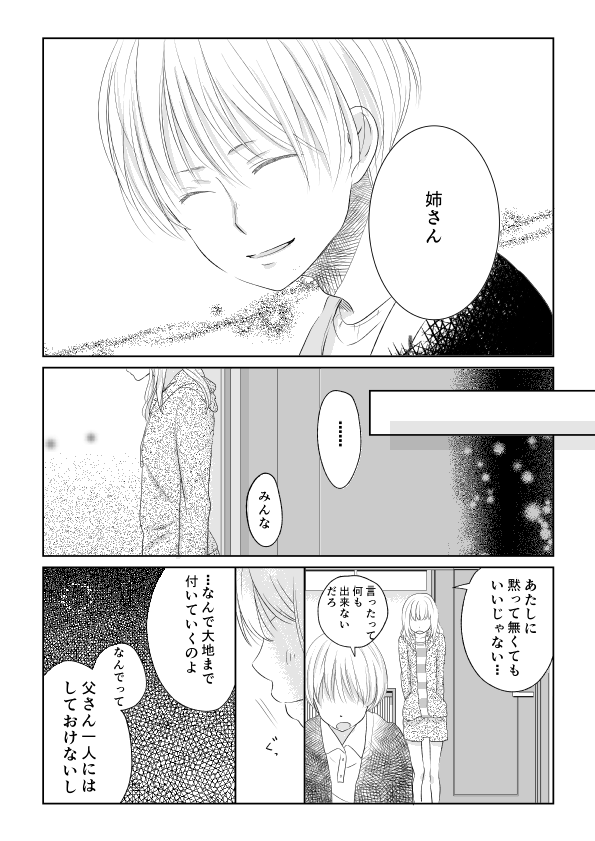 姉さん
……
みんな
あたしに
黙って無くても
いいじゃない…
言ったって
何も
出来ない
だろ
ぐっ
…なんで大地まで
付いていくのよ
なんでって
父さん一人には
しておけないし